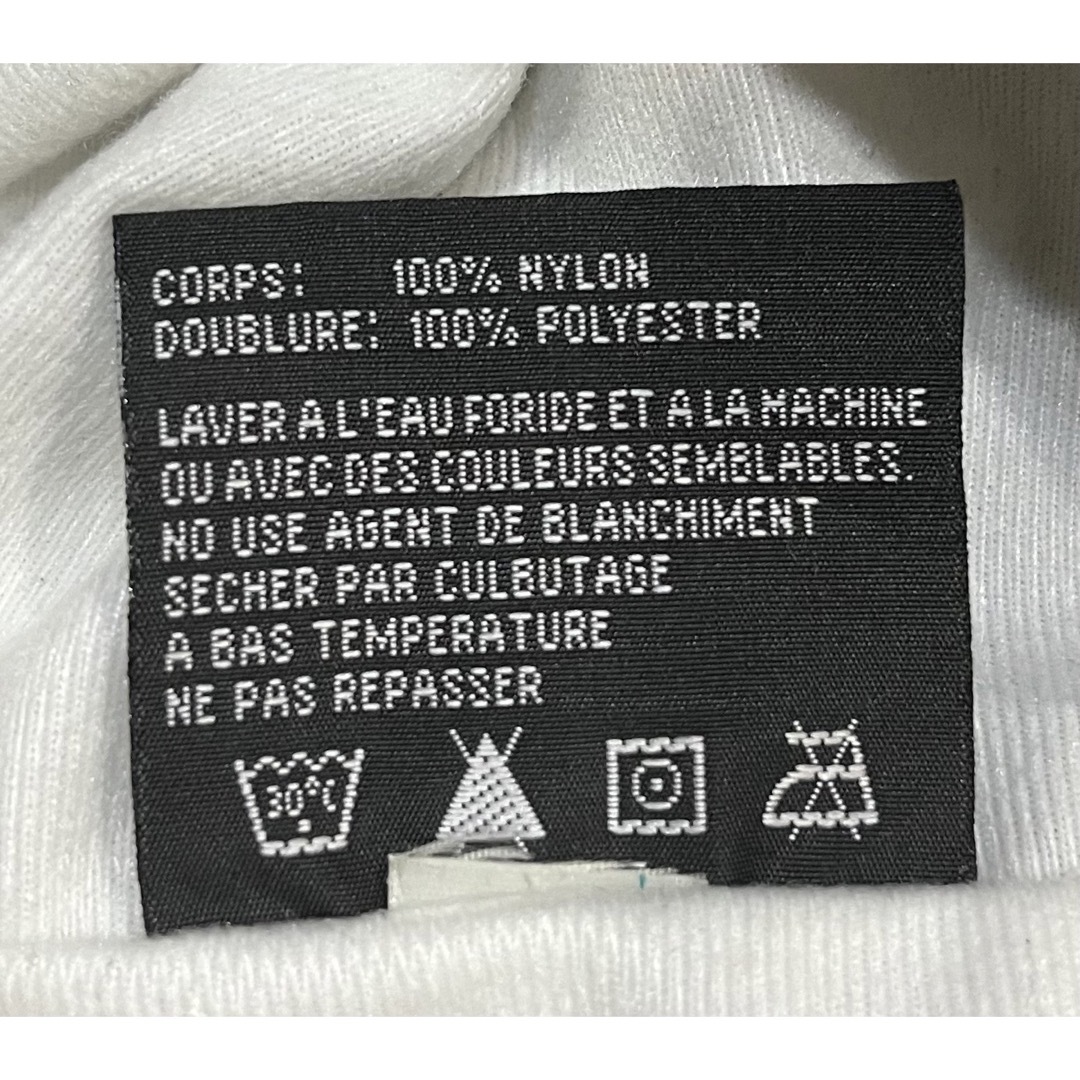 CORPS: 100% NYLON
DOUBLURE: 100% POLYESTER
LAVER A L'EAU FORIDE ET A LA MACHINE
OU AVEC DES COULEURS SEMBLABLES.
NO USE AGENT DE BLANCHIMENT
SECHER PAR CULBUTAGE
A BAS TEMPERATURE
NE PAS REPASSER
30°C